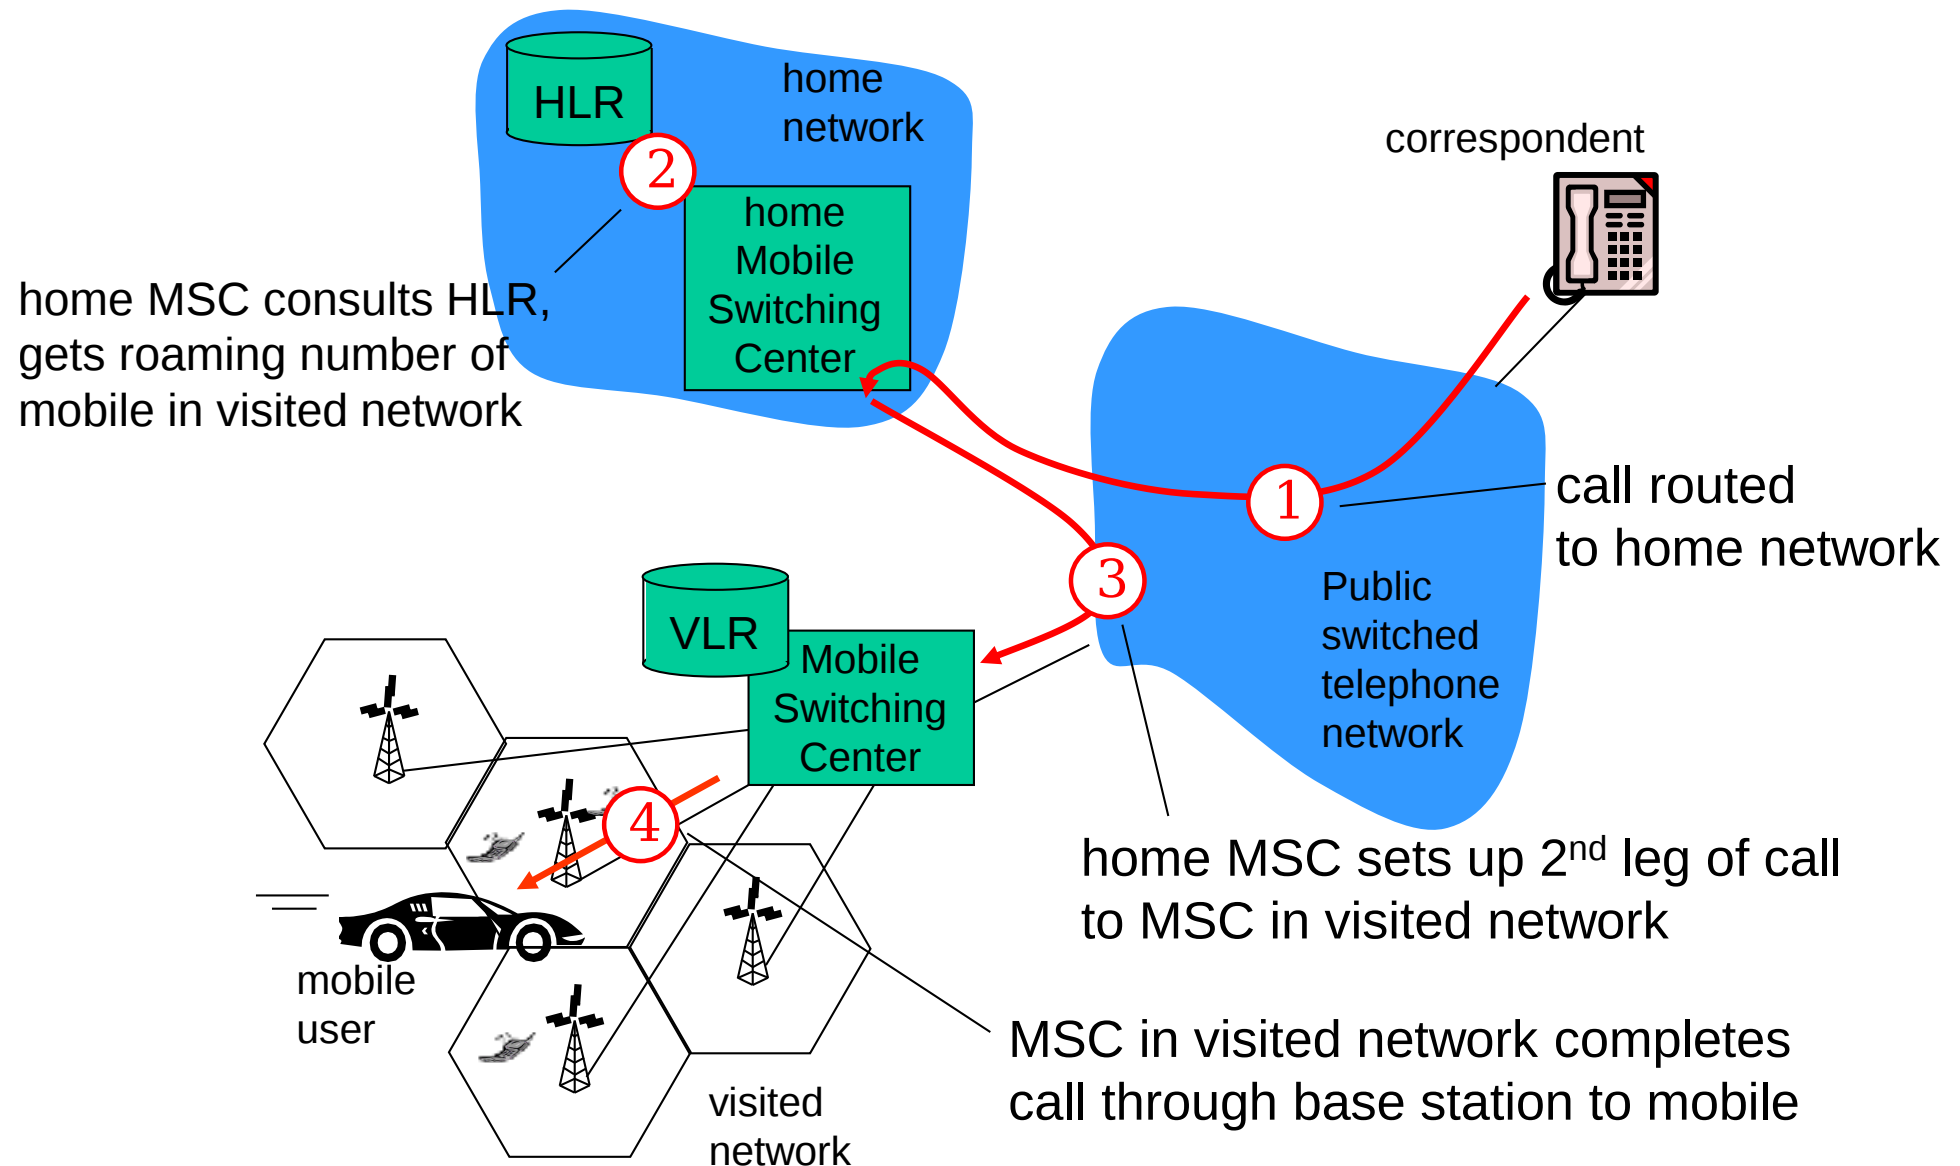 HLR
home
network
correspondent
2
home
Mobile
Switching
Center
home MSC consults HLR,
gets roaming number of
mobile in visited network
1
call routed
to home network
3
Public
switched
telephone
network
VLR
Mobile
Switching
Center
4
home MSC sets up 2nd leg of call
to MSC in visited network
mobile
user
MSC in visited network completes
call through base station to mobile
visited
network